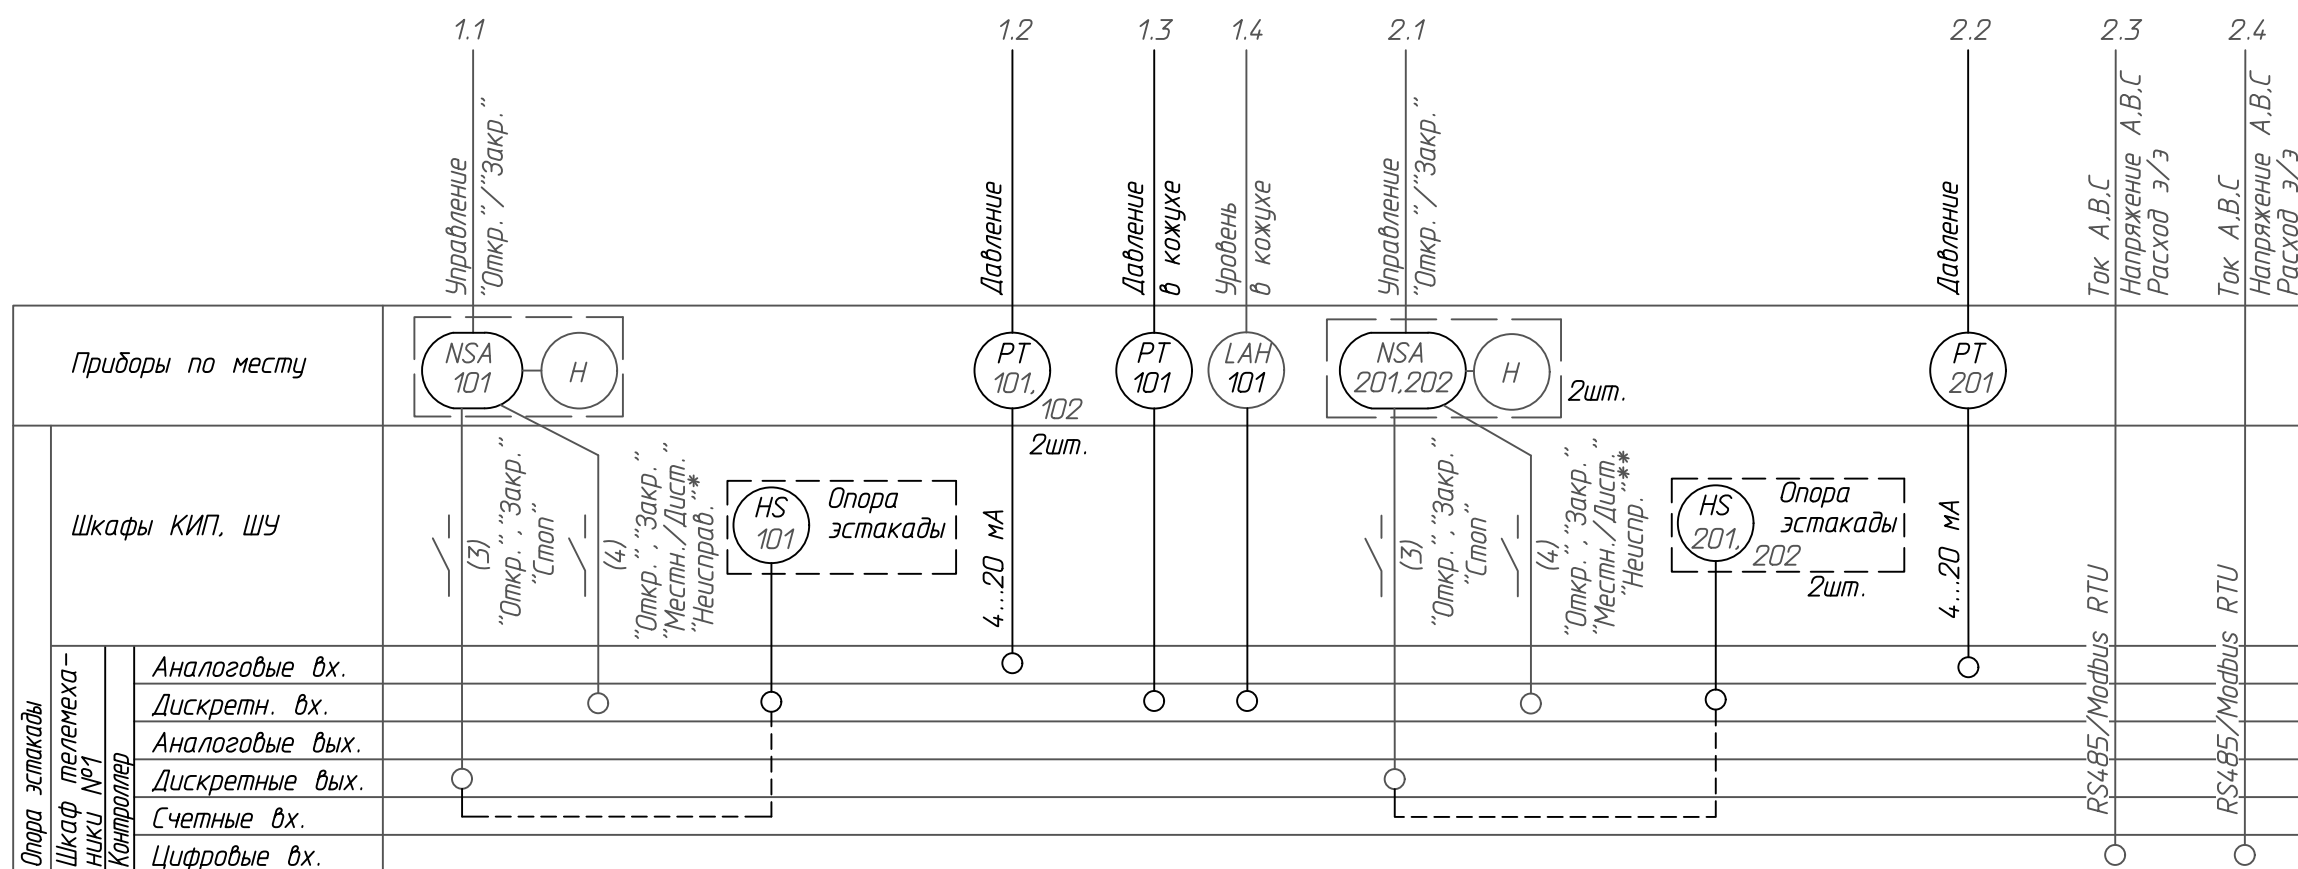 1.1
1.2
1.3
1.4
2.1
2.2
2.3
2.4
Управление
"Откр."/"Закр."
Давление
Давление
в кожухе
Уровень
в кожухе
Управление
"Откр."/"Закр."
Давление
Ток А,В,С
Напряжение А,В,С
Расход э/э
Ток А,В,С
Напряжение А,В,С
Расход э/э
Приборы по месту
NSA
101
H
PT
101,
102
2шт.
PT
101
LAH
101
NSA
201,202
H
2шт.
PT
201
Шкафы КИП, ШУ
(3)
"Откр.","Закр."
"Стоп"
(4)
"Откр.","Закр."
"Местн./Дист."
"Неисправ."*
HS
101
Опора
эстакады
4...20 мА
(3)
"Откр.","Закр."
"Стоп"
(4)
"Откр.","Закр."
"Местн./Дист."
"Неиспр."**
HS
201,
202
Опора
эстакады
2шт.
4...20 мА
RS485/Modbus RTU
RS485/Modbus RTU
Опора эстакады
Шкаф телемеха-
ники №1
Контроллер
Аналоговые вх.
Дискретн. вх.
Аналоговые вых.
Дискретные вых.
Счетные вх.
Цифровые вх.